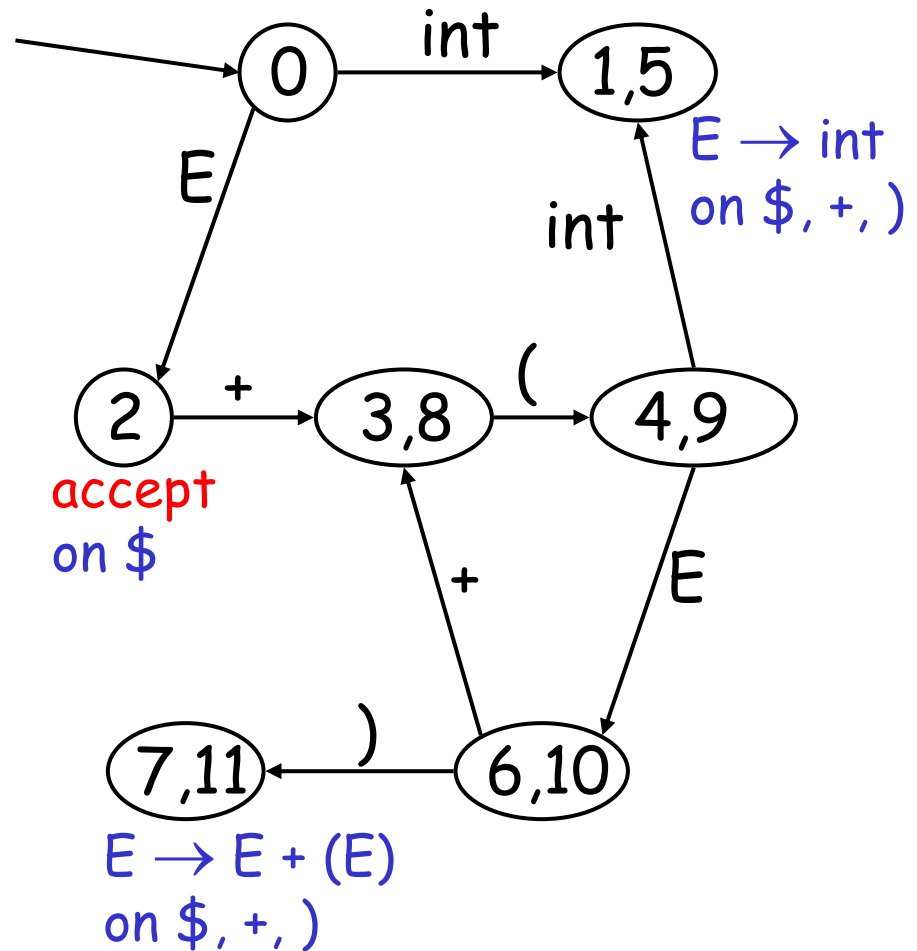 int
0
1,5
E → int
on $, +, )
E
int
(
+
2
3,8
4,9
accept
on $
+
E
)
7,11
6,10
E → E + (E)
on $, +, )